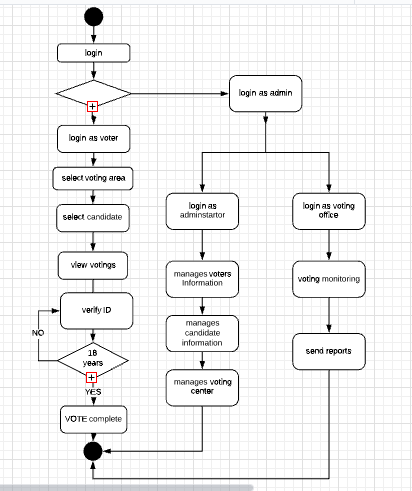 login
login as admin
login as voter
select voting area
select candidate
view votings
verify ID
NO
18
years
YES
VOTE complete
login as
adminstartor
manages voters
Information
manages
candidate
information
manages voting
center
login as voting
office
voting monitoring
send reports